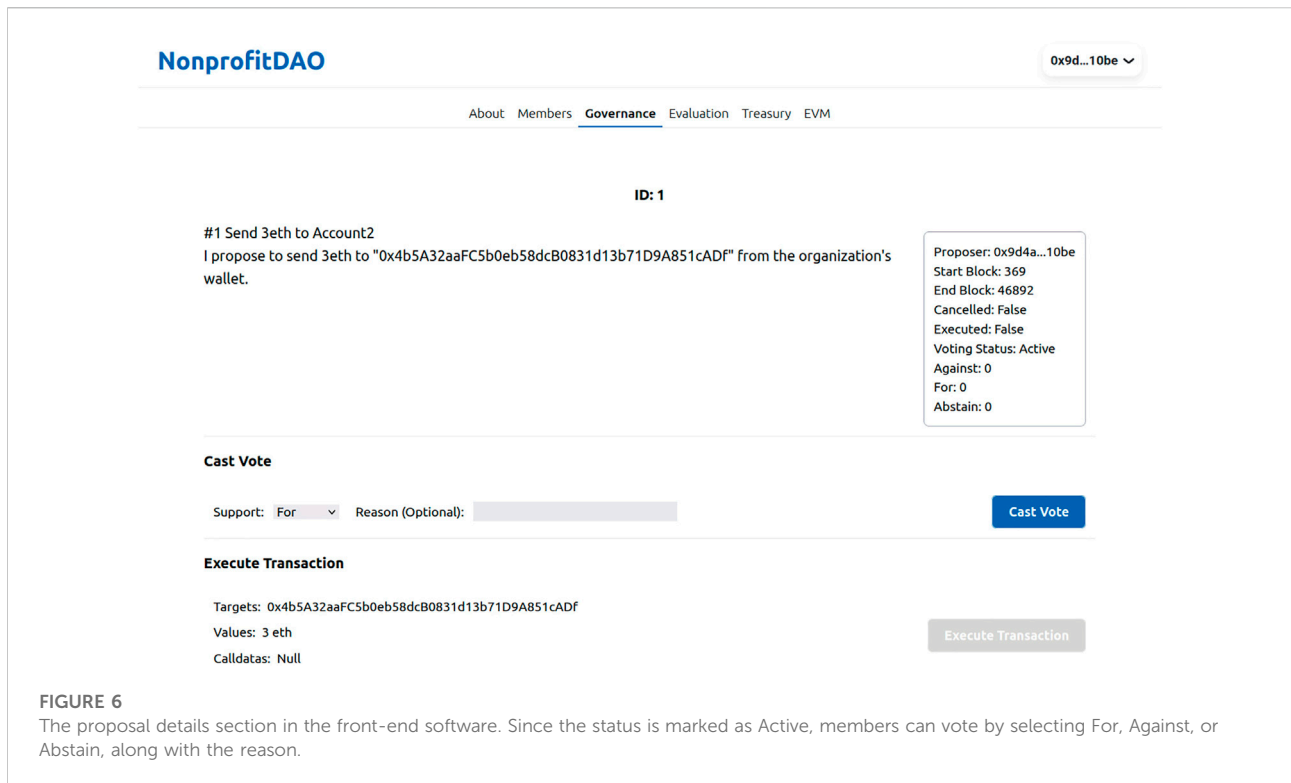 NonprofitDAO
0x9d...10be
About Members Governance Evaluation Treasury EVM
ID: 1
#1 Send 3eth to Account2
I propose to send 3eth to "0x4b5A32aaFC5b0eb58dcB0831d13b71D9A851cADf" from the organization's
wallet.
Proposer: 0x9d4a...10be
Start Block: 369
End Block: 46892
Cancelled: False
Executed: False
Voting Status: Active
Against: 0
For: 0
Abstain: 0
Cast Vote
Support: For Reason (Optional): Cast Vote
Execute Transaction
Targets: 0x4b5A32aaFC5b0eb58dcB0831d13b71D9A851cADf
Values: 3 eth
Execute Transaction
Calldatas: Null
FIGURE 6
The proposal details section in the front-end software. Since the status is marked as Active, members can vote by selecting For, Against, or
Abstain, along with the reason.